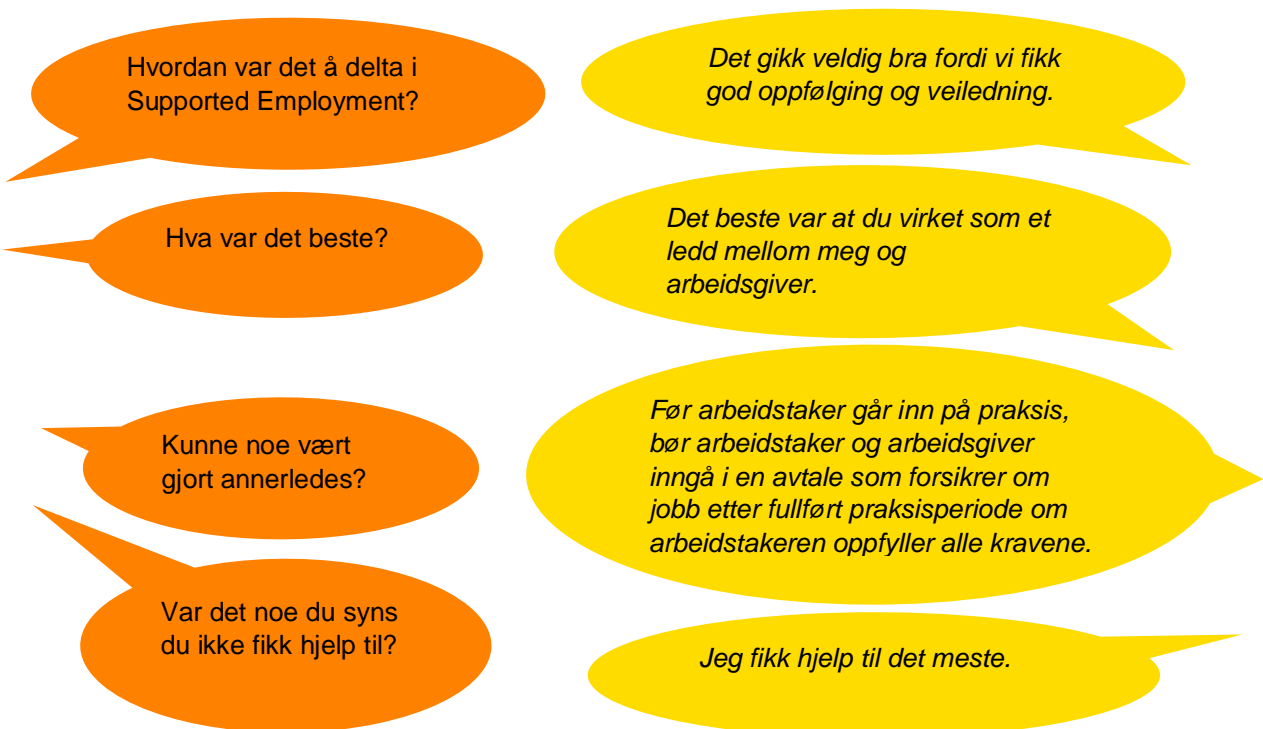 Hvordan var det å delta i
Supported Employment?
Det gikk veldig bra fordi vi fikk
god oppfølging og veiledning.
Hva var det beste?
Det beste var at du virket som et
ledd mellom meg og
arbeidsgiver.
Kunne noe vært
gjort annerledes?
Før arbeidstaker går inn på praksis,
bør arbeidstaker og arbeidsgiver
inngå i en avtale som forsikrer om
jobb etter fullført praksisperiode om
arbeidstakeren oppfyller alle kravene.
Var det noe du syns
du ikke fikk hjelp til?
Jeg fikk hjelp til det meste.